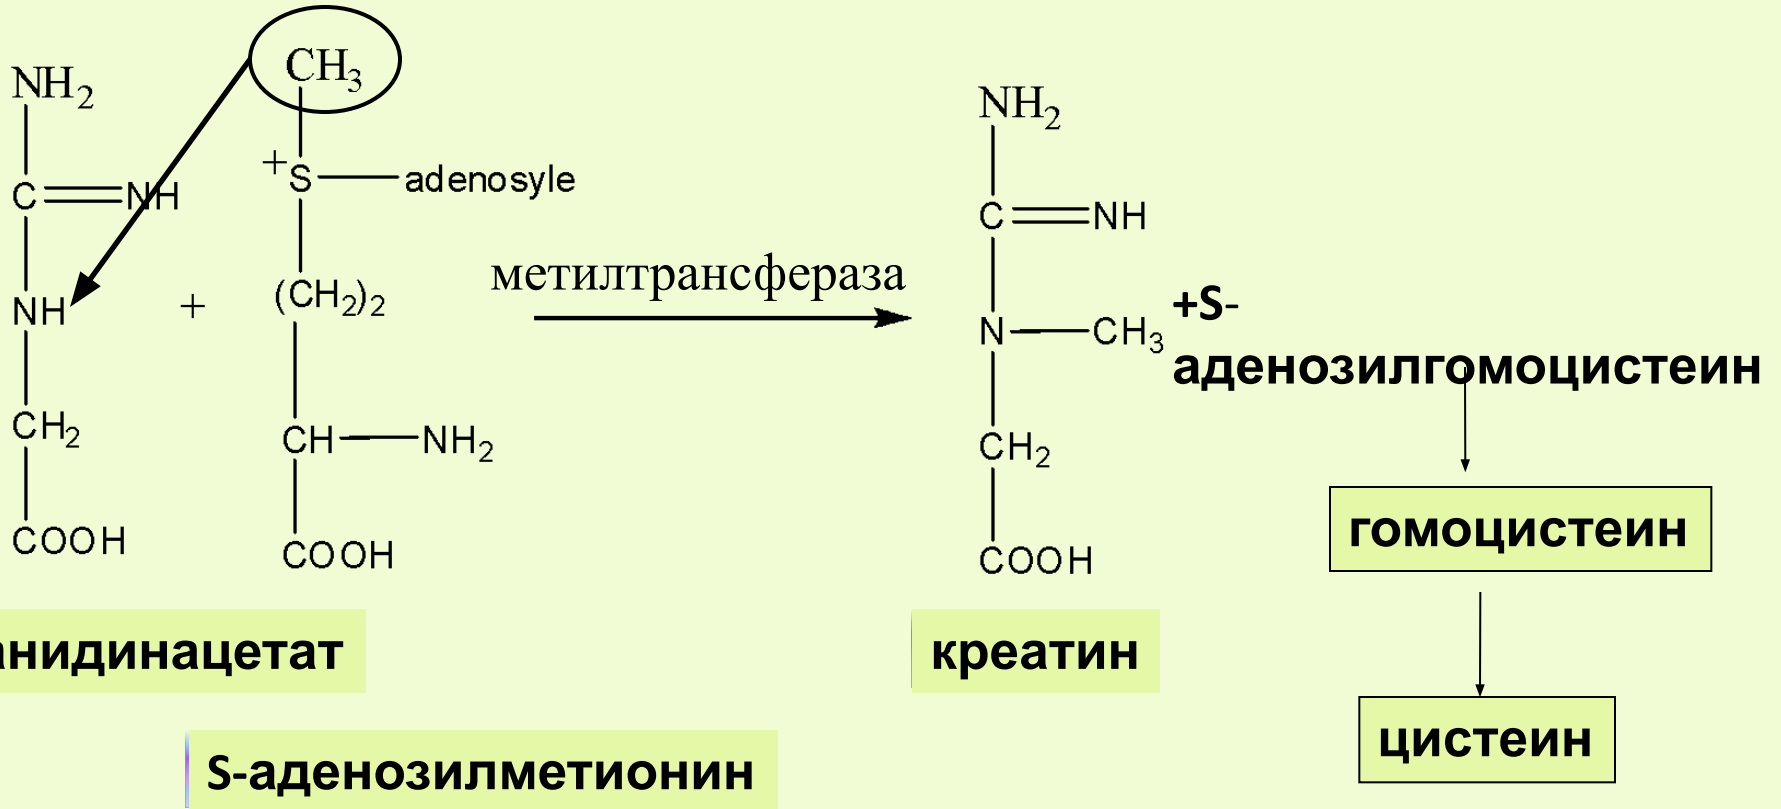 NH2
C=NH
NH
CH2
COOH
+
CH3
+S—adenosyle
(CH2)2
CH—NH2
COOH
метилтрансфераза
NH2
C=NH
N—CH3
CH2
COOH
+S-
аденозилгомоцистеин
гомоцистеин
цистеин
анидинацетат
креатин
S-аденозилметионин